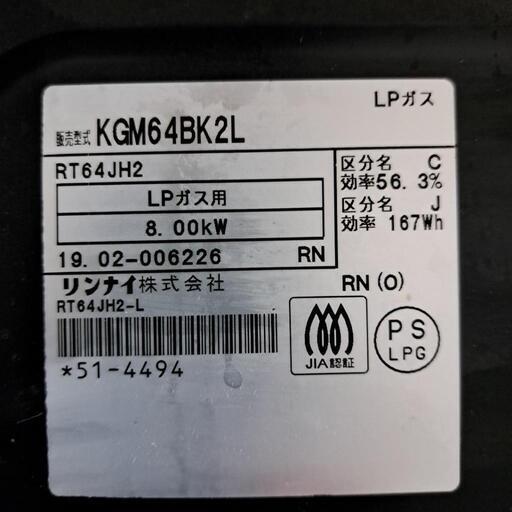 LPガス
販売型式 KGM64BK2L
RT64JH2
LPガス用
8.00kW
区分名 C
効率56.3%
区分名 J
効率 167Wh
19.02-006226 RN
リンナイ株式会社 RN(O)
RT64JH2-L
*51-4494
JIA認証
PS
LPG